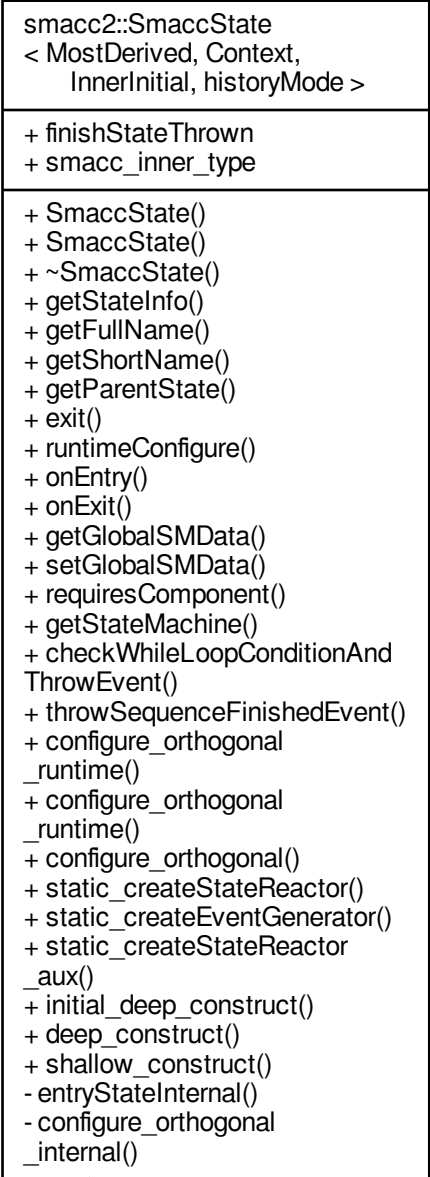 smacc2::SmaccState
< MostDerived, Context,
InnerInitial, historyMode >
+ finishStateThrown
+ smacc_inner_type
+ SmaccState()
+ SmaccState()
+ ~SmaccState()
+ getStateInfo()
+ getFullName()
+ getShortName()
+ getParentState()
+ exit()
+ runtimeConfigure()
+ onEntry()
+ onExit()
+ getGlobalSMData()
+ setGlobalSMData()
+ requiresComponent()
+ getStateMachine()
+ checkWhileLoopConditionAnd
ThrowEvent()
+ throwSequenceFinishedEvent()
+ configure_orthogonal
_runtime()
+ configure_orthogonal
_runtime()
+ configure_orthogonal()
+ static_createStateReactor()
+ static_createEventGenerator()
+ static_createStateReactor
_aux()
+ initial_deep_construct()
+ deep_construct()
+ shallow_construct()
- entryStateInternal()
- configure_orthogonal
_internal()